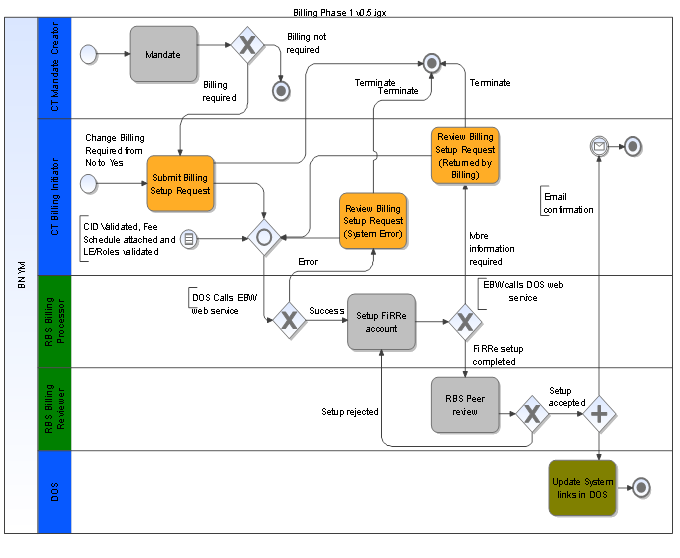 Billing Phase 1 v0.5.igx
BNYM
CT Mandate Creator
Mandate
Billing not
required
Billing
required
Terminate
Terminate
Terminate
CT Billing Initiator
Change Billing
Required from
No to Yes
Submit Billing
Setup Request
Review Billing
Setup Request
(Returned by
Billing)
Email
confirmation
CID Validated, Fee
Schedule attached and
LE/Roles validated
Review Billing
Setup Request
(System Error)
More
information
required
Error
RBS Billing
Processor
DOS Calls EBW
web service
Success
Setup FiRRe
account
EBW calls DOS web
service
FiRRe setup
completed
RBS Billing
Reviewer
Setup rejected
RBS Peer
review
Setup
accepted
DOS
Update System
links in DOS